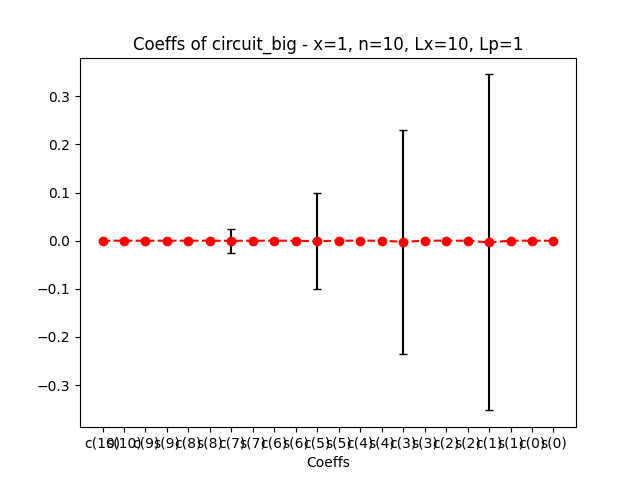 Coeffs of circuit_big - x=1, n=10, Lx=10, Lp=1
0.3
0.2
0.1
0.0
−0.1
−0.2
−0.3
c(10) s(10) c(9) s(9) c(8) s(8) c(7) s(7) c(6) s(6) c(5) s(5) c(4) s(4) c(3) s(3) c(2) s(2) c(1) s(1) c(0) s(0)
Coeffs